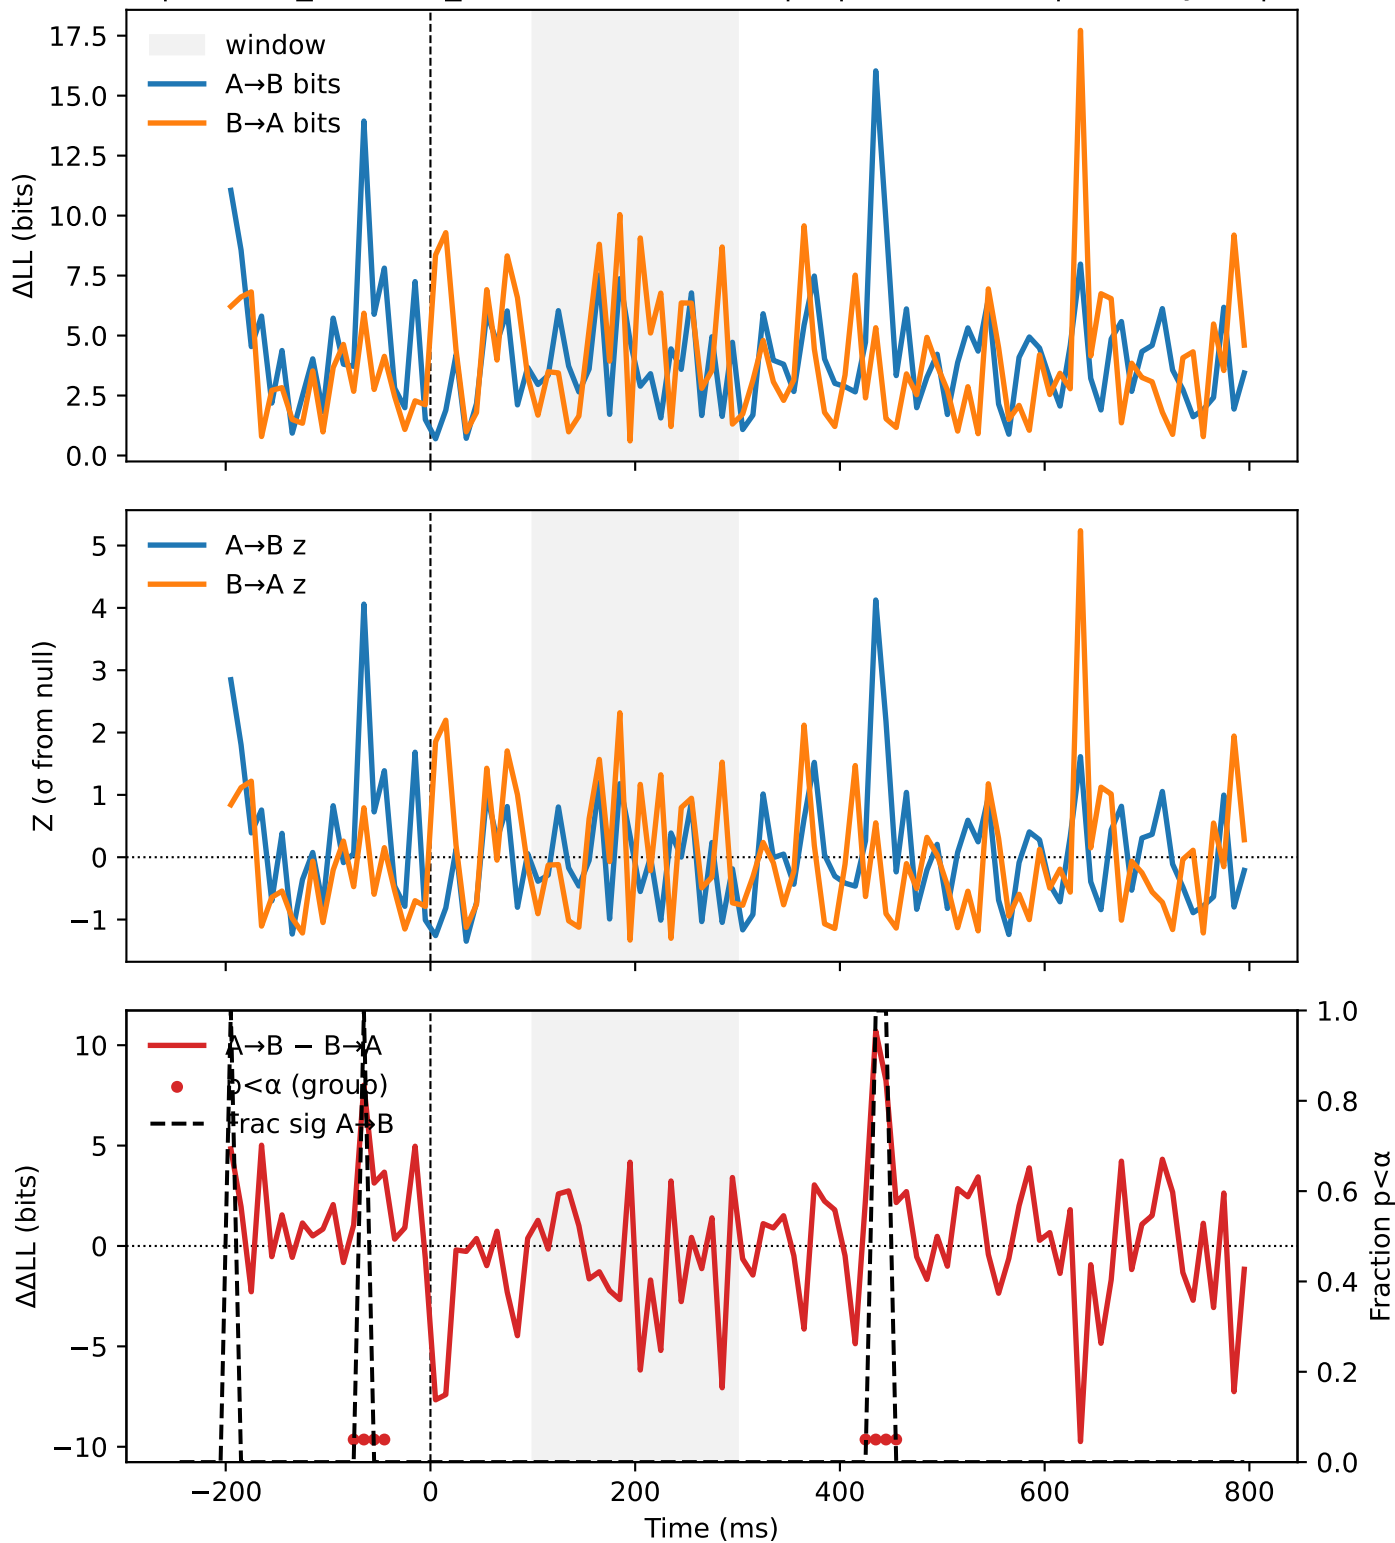 window
A→B bits
B→A bits
ΔLL (bits)
17.5
15.0
12.5
10.0
7.5
5.0
2.5
0.0
A→B z
B→A z
Z (σ from null)
5
4
3
2
1
0
−1
A→B − B→A
p<α (group)
Frac sig A→B
ΔΔLL (bits)
10
5
0
−5
−10
1.0
0.8
0.6
0.4
0.2
0.0
Fraction p<α
−200
0
200
400
600
800
Time (ms)